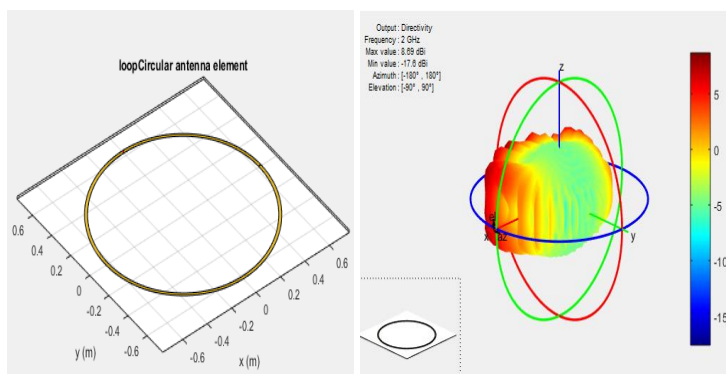 loopCircular antenna element
0.6
0.4
0.2
0
-0.2
-0.4
-0.6
y (m)
-0.6
-0.4
-0.2
0
0.2
0.4
0.6
x (m)
Output : Directivity
Frequency : 2 GHz
Max value : 8.69 dBi
Min value : -17.6 dBi
Azimuth : [-180° , 180°]
Elevation : [-90° , 90°]
z
x
az
y
5
0
-5
-10
-15